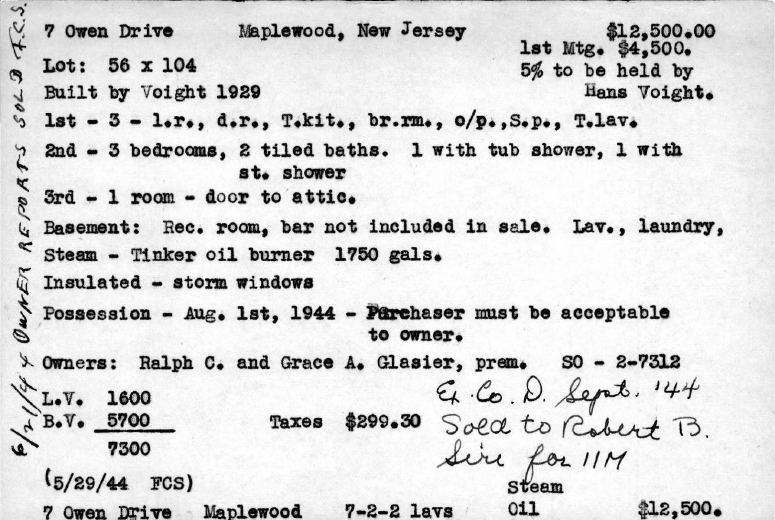 7 Owen Drive Maplewood, New Jersey $12,500.00
1st Mtg. $4,500.
Lot: 56 x 104 5% to be held by
Built by Voight 1929 Hans Voight.
1st - 3 - l.r., d.r., T.kit., br.rm., o/p.,S.p., T.lav.
2nd - 3 bedrooms, 2 tiled baths. 1 with tub shower, 1 with
st. shower
3rd - 1 room - door to attic.
Basement: Rec. room, bar not included in sale. Lav., laundry,
Steam - Tinker oil burner 1750 gals.
Insulated - storm windows
Possession - Aug. 1st, 1944 - Purchaser must be acceptable
to owner.
Owners: Ralph C. and Grace A. Glasier, prem. SO - 2-7312
L.V. 1600
B.V. 5700 Taxes $299.30
7300
(5/29/44 FCS)
Ex. Co. D. Sept. '44
Sold to Robert B.
Sire for 11M
Steam
7 Owen Drive Maplewood 7-2-2 lavs Oil $12,500.
6/21/44 OWNER REPORTS SOLD F.C.S.